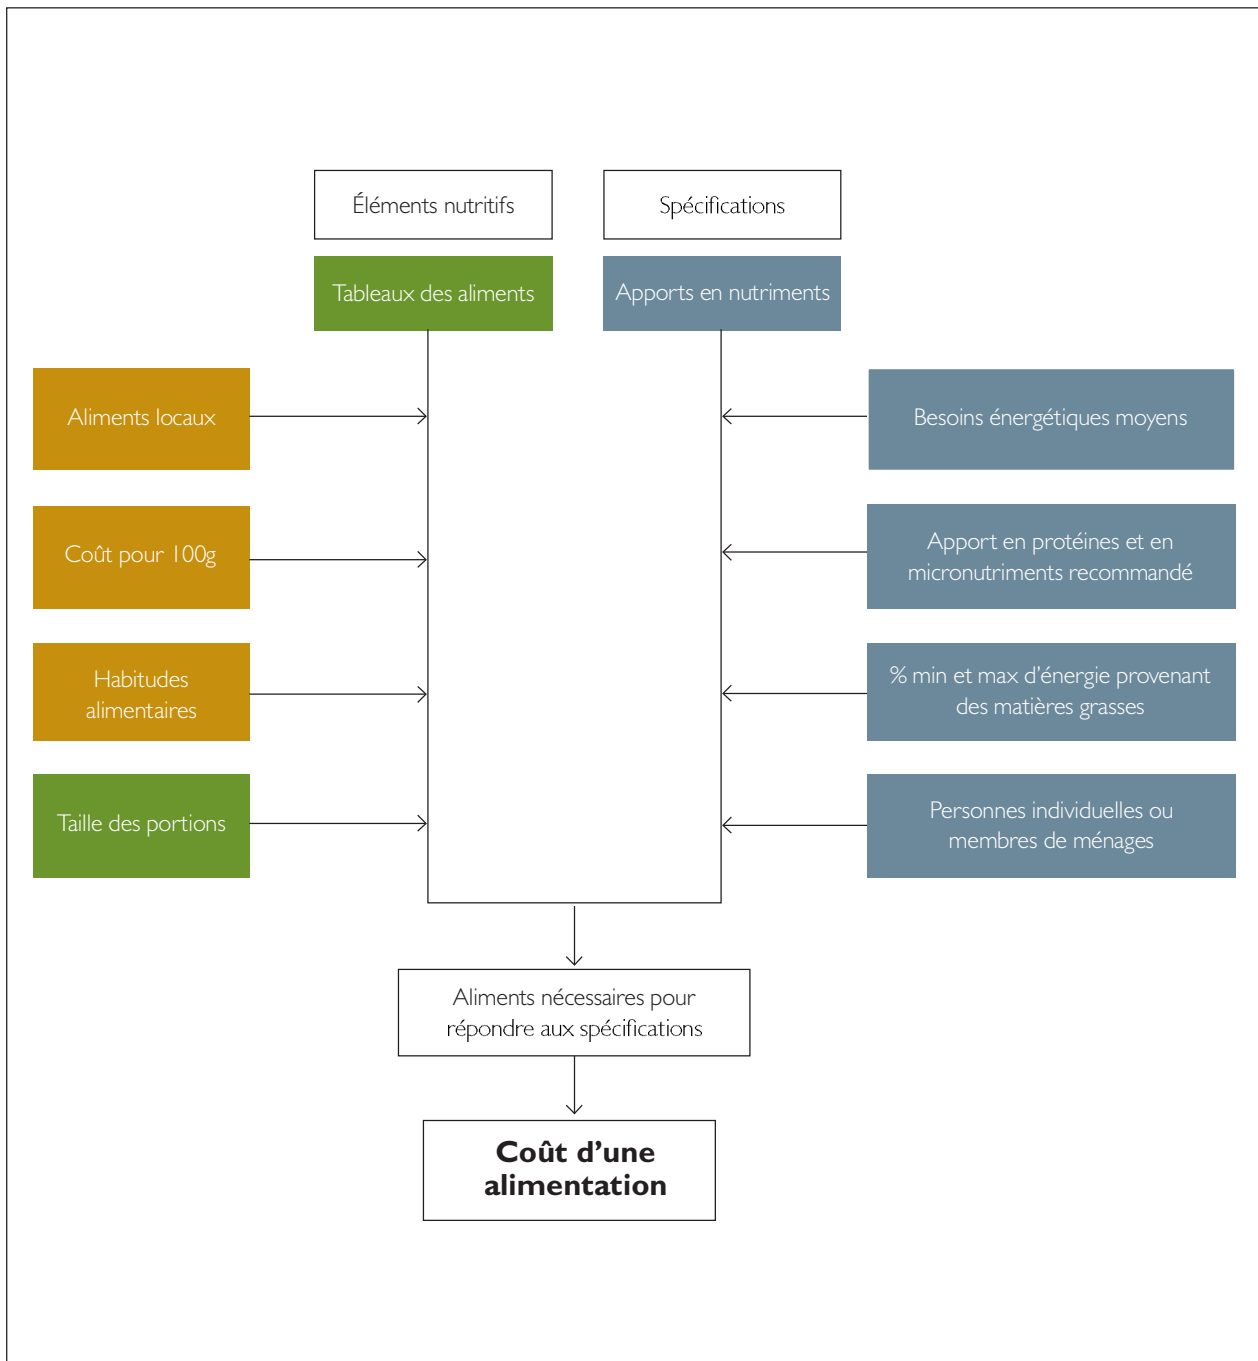 Éléments nutritifs
Spécifications
Tableaux des aliments
Apports en nutriments
Aliments locaux
Besoins énergétiques moyens
Coût pour 100g
Apport en protéines et en
micronutriments recommandé
Habitudes
alimentaires
% min et max d’énergie provenant
des matières grasses
Taille des portions
Personnes individuelles ou
membres de ménages
Aliments nécessaires pour
répondre aux spécifications
Coût d’une
alimentation